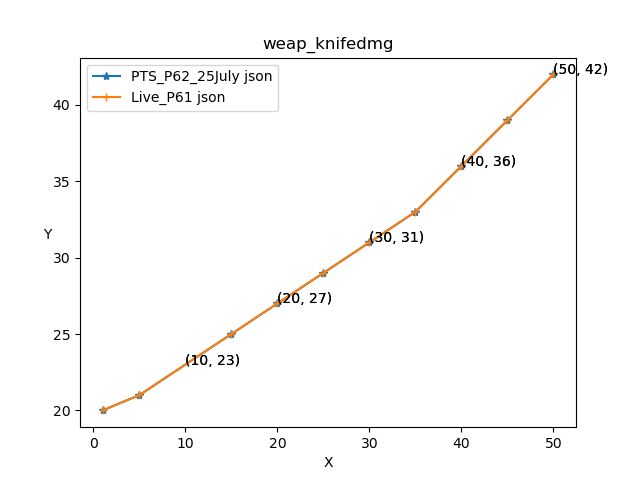 weap_knifedmg
PTS_P62_25July json
Live_P61 json
(50, 42)
40
(40, 36)
35
Y
(30, 31)
30
(20, 27)
25
(10, 23)
20
0 10 20 30 40 50
X